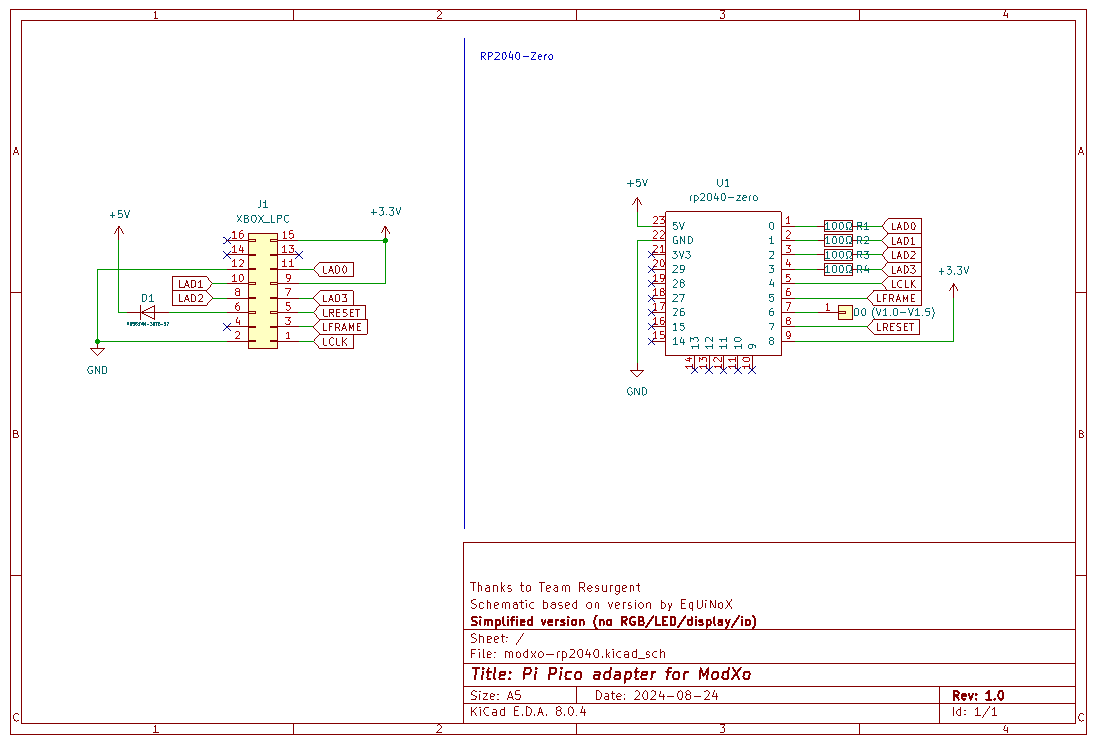 1 2 3 4
RP2040-Zero
A A
U1
rp2040-zero
+5V
J1
XBOX_LPC
+5V
+3.3V
23 5V 0 1 100Ω R1 LAD0
22 GND 1 2 100Ω R2 LAD1
21 3V3 2 3 100Ω R3 LAD2
20 29 3 4 100Ω R4 LAD3
19 28 4 5 LCLK
18 27 5 6 LFRAME
17 26 6 7 1 D0 (V1.0-V1.5)
16 15 7 8 LRESET
15 14 8 9
+3.3V
13 12 11 10 9
14 13 12 11 10
GND
16 15
14 13
12 11 LAD0
LAD1 10 9
LAD2 8 7 LAD3
D1 6 5 LRESET
4 3 LFRAME
2 1 LCLK
GND
B B
Thanks to Team Resurgent
Schematic based on version by EqUiNoX
Simplified version (no RGB/LED/display/io)
Sheet: /
File: modxo-rp2040.kicad_sch
Title: Pi Pico adapter for ModXo
Size: A5 Date: 2024-08-24 Rev: 1.0
KiCad E.D.A. 8.0.4 Id: 1/1
C C
1 2 3 4